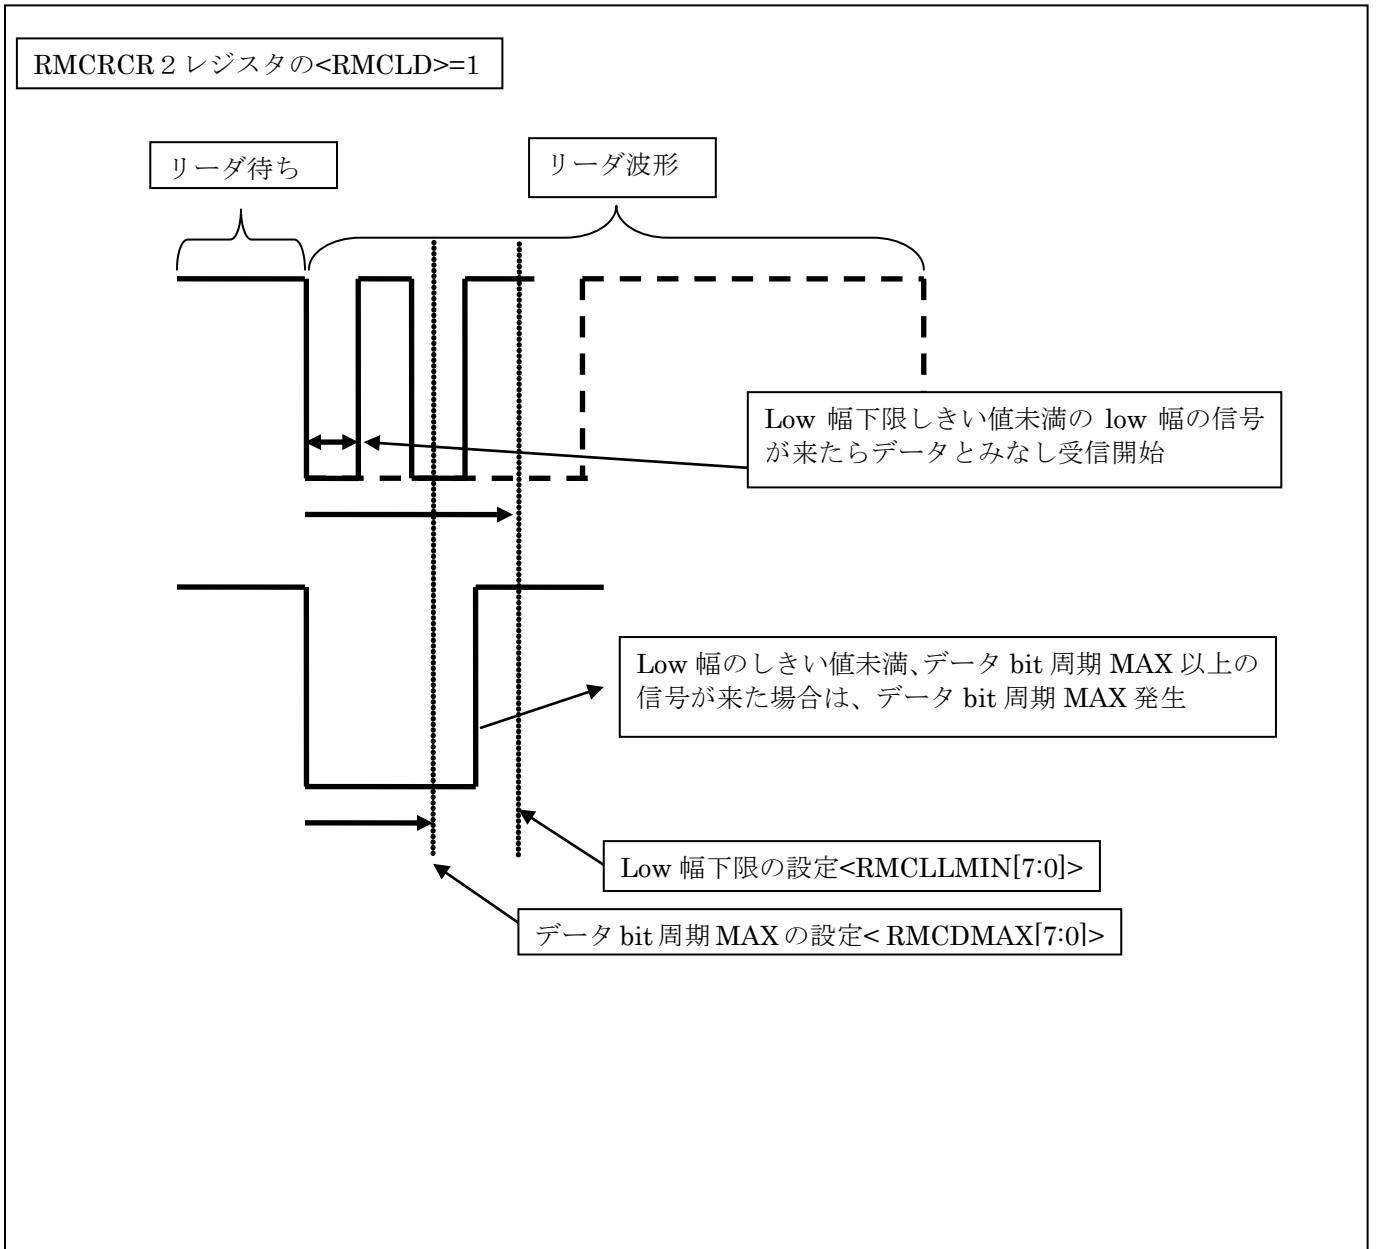 RMCRCR２レジスタの<RMCLD>=1
リーダ待ち
リーダ波形
Low 幅下限しきい値未満の low 幅の信号
が来たらデータとみなし受信開始
Low 幅のしきい値未満、データ bit 周期 MAX 以上の
信号が来た場合は、データ bit 周期 MAX 発生
Low 幅下限の設定<RMCLLMIN[7:0]>
データ bit 周期 MAX の設定< RMCDMAX[7:0]>